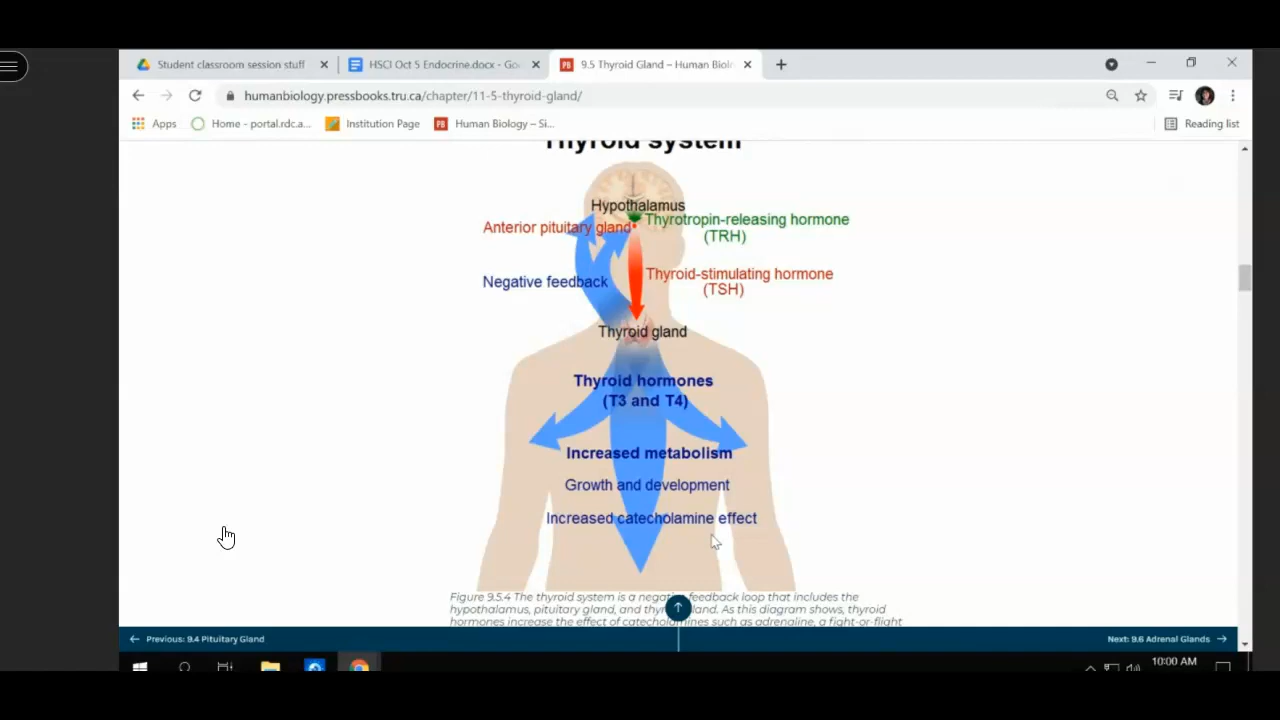 Student classroom session stuff
HSCI Oct 5 Endocrine.docx - Go
9.5 Thyroid Gland – Human Biol
humanbiology.pressbooks.tru.ca/chapter/11-5-thyroid-gland/
Apps
Home - portal.rdc.a...
Institution Page
PB
Human Biology – Si...
Reading list
Thyroid system
Hypothalamus
Thyrotropin-releasing hormone
(TRH)
Anterior pituitary gland
Thyroid-stimulating hormone
(TSH)
Negative feedback
Thyroid gland
Thyroid hormones
(T3 and T4)
Increased metabolism
Growth and development
Increased catecholamine effect
Figure 9.5.4 The thyroid system is a negative feedback loop that includes the
hypothalamus, pituitary gland, and thyroid gland. As this diagram shows, thyroid
hormones increase the effect of catecholamines such as adrenaline, a fight-or-flight
Previous: 9.4 Pituitary Gland
Next: 9.6 Adrenal Glands
10:00 AM